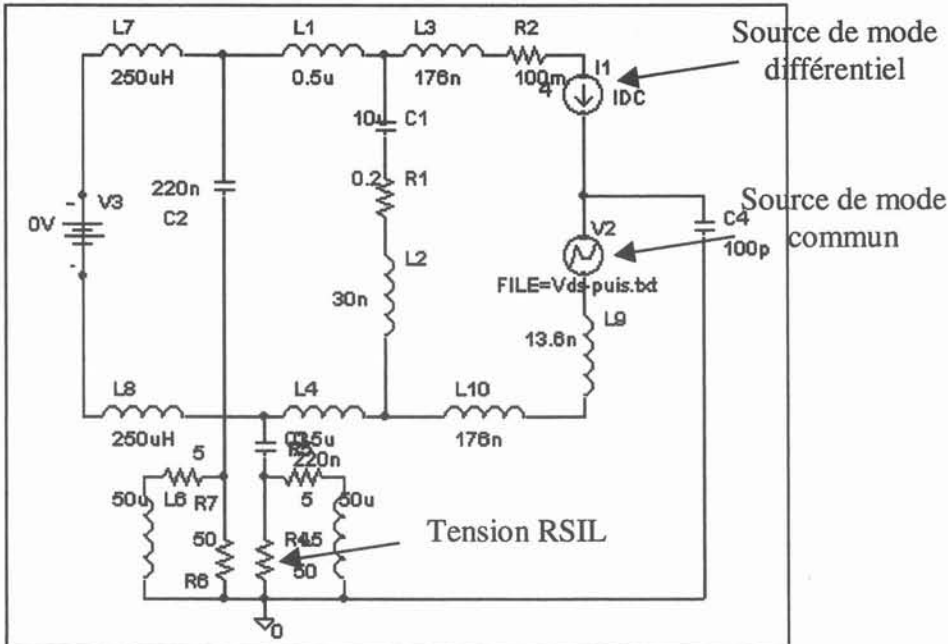 L7
L1
L3
R2
250uH
0.5u
176n
100m
I1
4
IDC
Source de mode
différentiel
10u
C1
0.2
R1
220n
C2
V3
0V
L2
30n
V2
C4
100p
Source de mode
commun
FILE=Vds-puis.txt
L9
13.6n
L8
L4
L10
250uH
176n
5
R5
220n
50u
L6
R7
5
50u
50
R6
R4
50
Tension RSIL
0